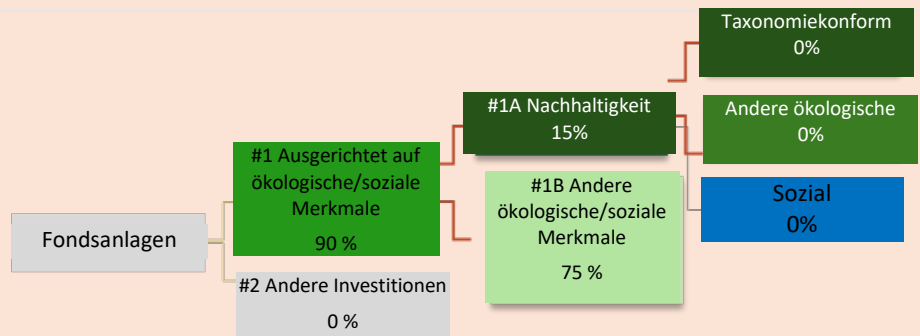 Fondsanlagen
#1 Ausgerichtet auf
ökologische/soziale
Merkmale
90 %
#2 Andere Investitionen
0 %
#1A Nachhaltigkeit
15%
#1B Andere
ökologische/soziale
Merkmale
75 %
Taxonomiekonform
0%
Andere ökologische
0%
Sozial
0%